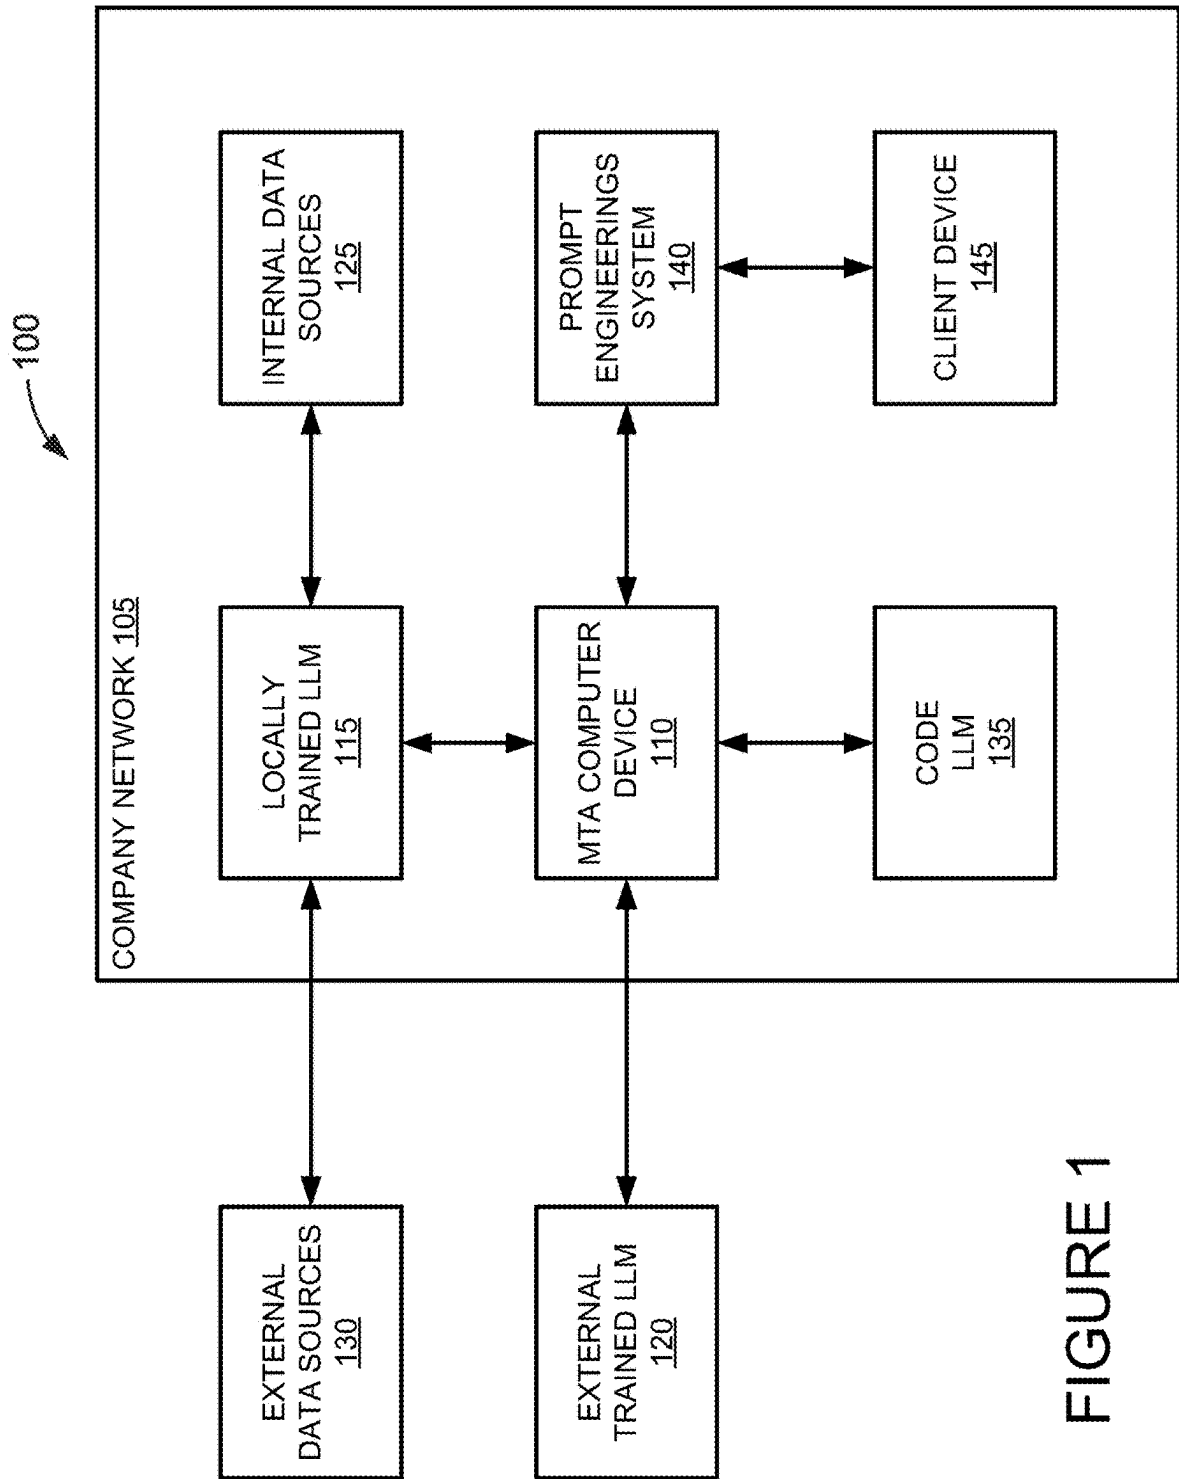 100
COMPANY NETWORK 105
EXTERNAL
DATA SOURCES
130
LOCALLY
TRAINED LLM
115
INTERNAL DATA
SOURCES
125
EXTERNAL
TRAINED LLM
120
MTA COMPUTER
DEVICE
110
PROMPT
ENGINEERINGS
SYSTEM
140
CODE
LLM
135
CLIENT DEVICE
145
FIGURE 1